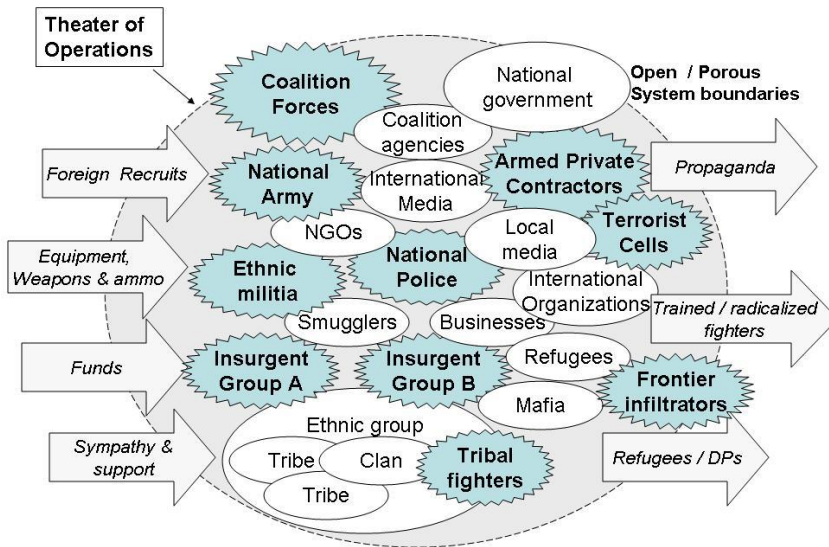 Theater of
Operations
Coalition
Forces
National
government
Open / Porous
System boundaries
Coalition
agencies
Foreign Recruits
National
Army
International
Media
Armed Private
Contractors
Propaganda
NGOs
Local
media
Terrorist
Cells
Equipment,
Weapons & ammo
Ethnic
militia
National
Police
International
Organizations
Trained / radicalized
fighters
Smugglers
Businesses
Funds
Insurgent
Group A
Insurgent
Group B
Refugees
Frontier
infiltrators
Mafia
Sympathy &
support
Ethnic group
Tribe
Clan
Tribe
Tribal
fighters
Refugees / DPs